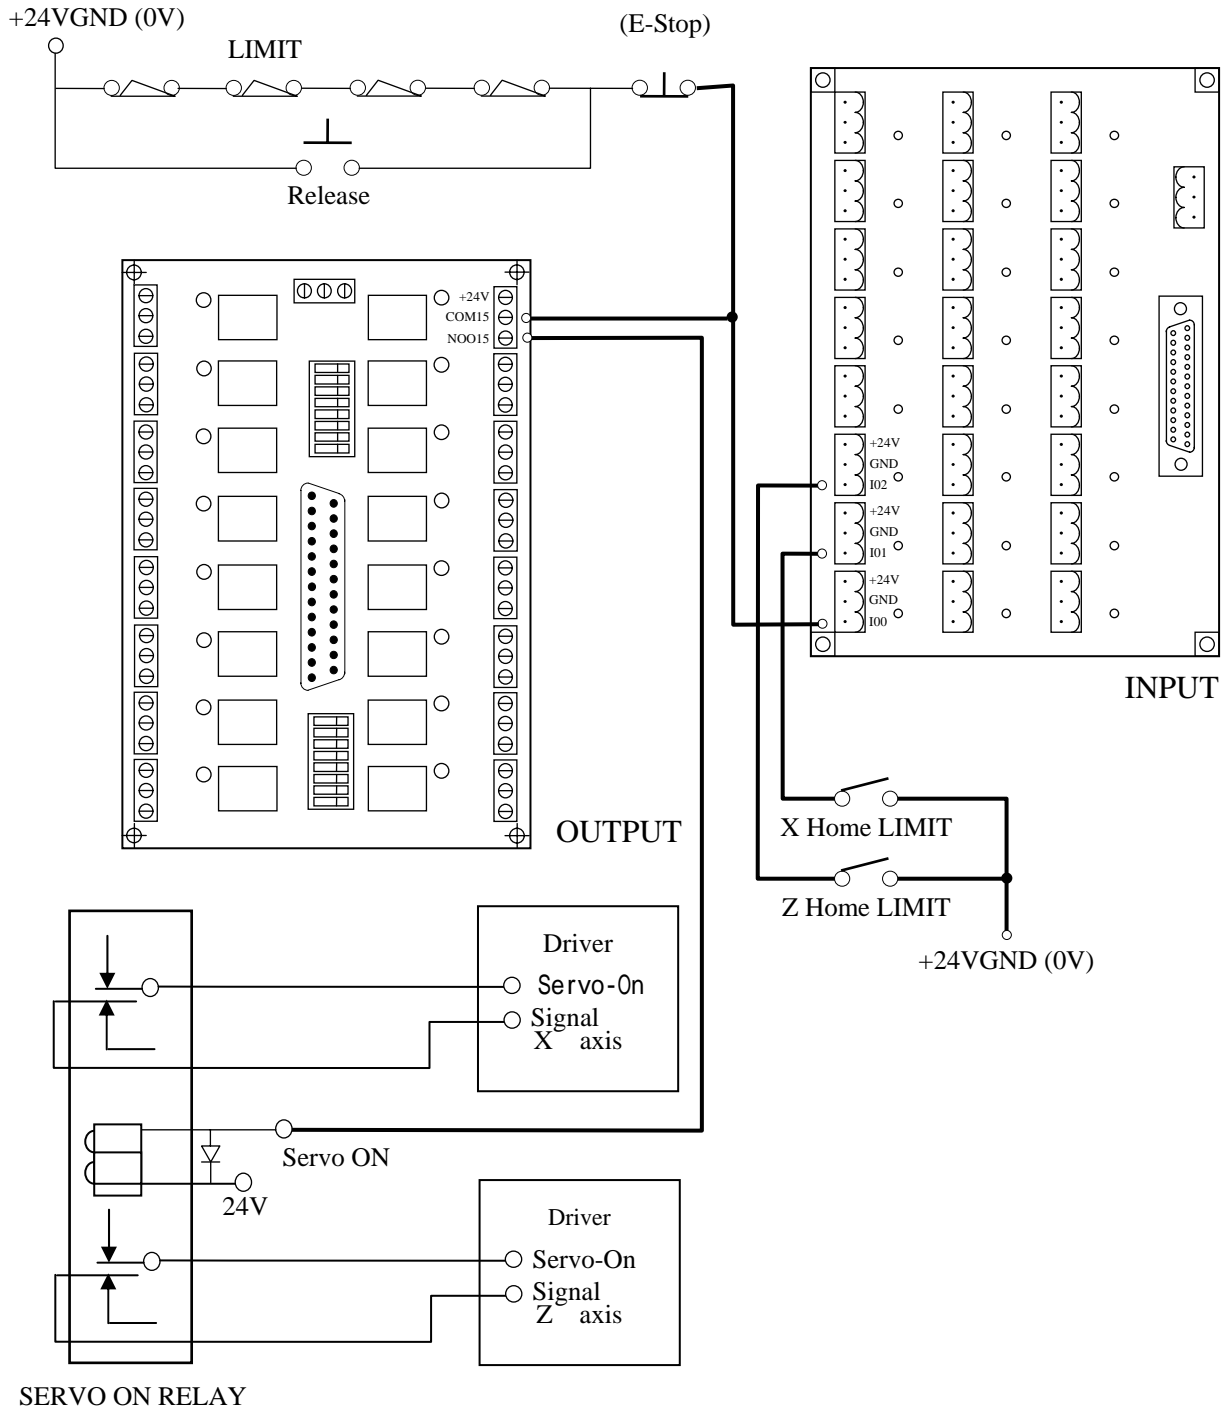 +24VGND (0V)
(E-Stop)
LIMIT
Release
+24V
COM15
NOO15
+24V
GND
I02
+24V
GND
I01
+24V
GND
I00
INPUT
OUTPUT
X Home LIMIT
Z Home LIMIT
+24VGND (0V)
Driver
Servo-On
Signal
X axis
Servo ON
24V
Driver
Servo-On
Signal
Z axis
SERVO ON RELAY